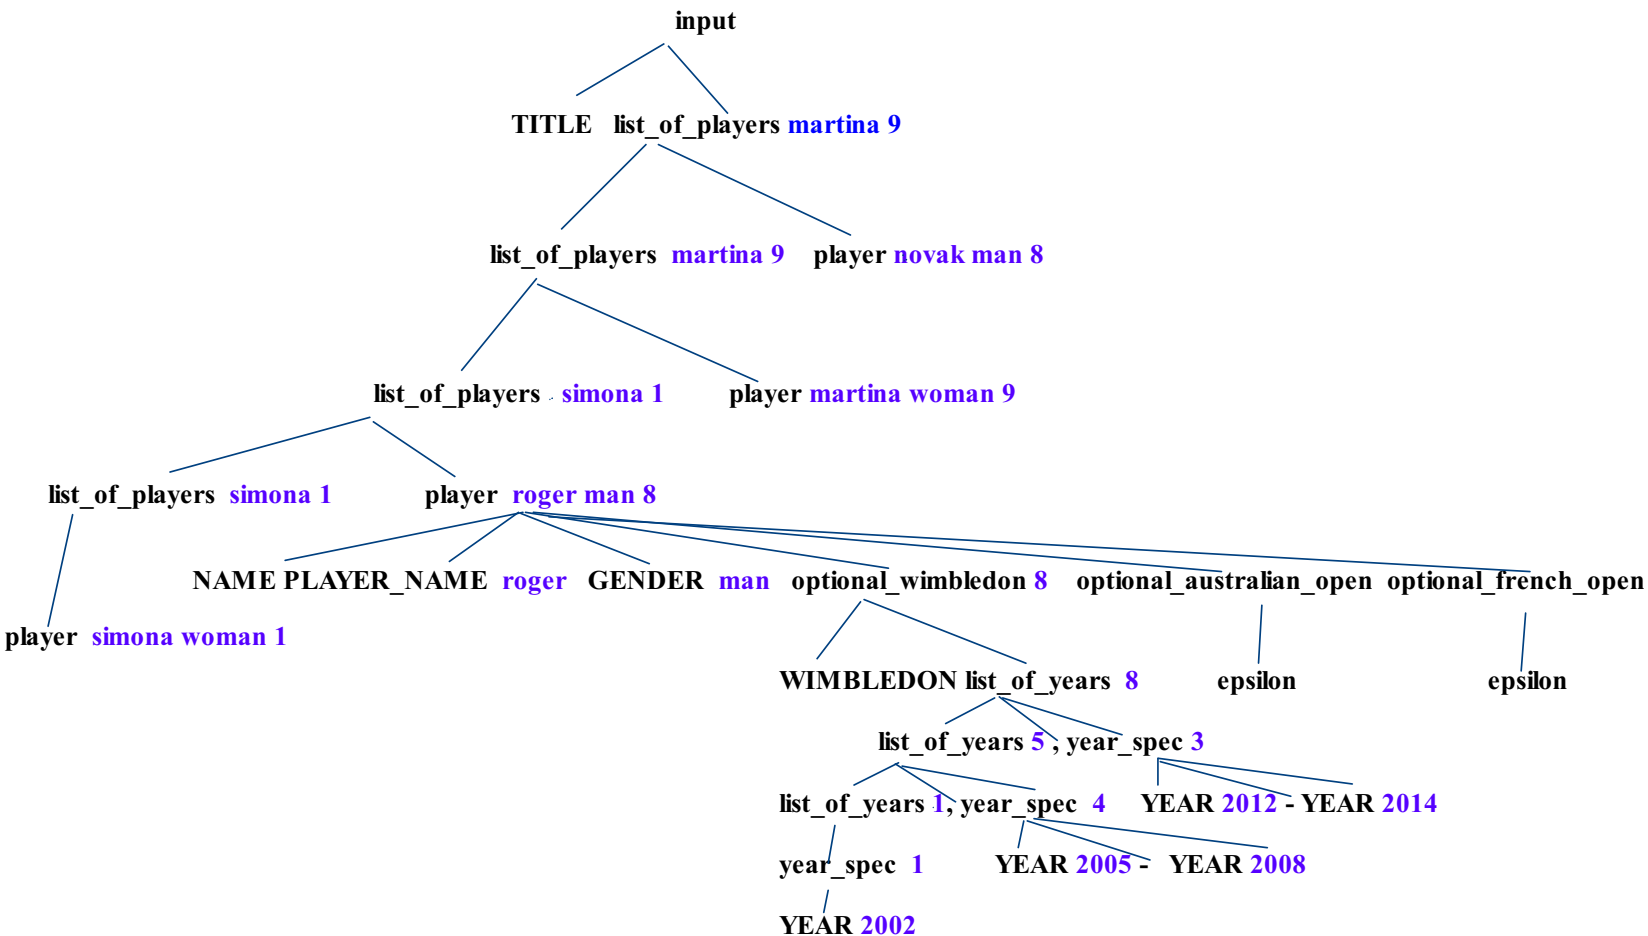 input
TITLE list_of_players martina 9
list_of_players martina 9 player novak man 8
list_of_players simona 1 player martina woman 9
list_of_players simona 1 player roger man 8
NAME PLAYER_NAME roger GENDER man optional_wimbledon 8 optional_australian_open optional_french_open
player simona woman 1
WIMBLEDON list_of_years 8 epsilon epsilon
list_of_years 5 , year_spec 3
list_of_years 1, year_spec 4 YEAR 2012 - YEAR 2014
year_spec 1 YEAR 2005 - YEAR 2008
YEAR 2002